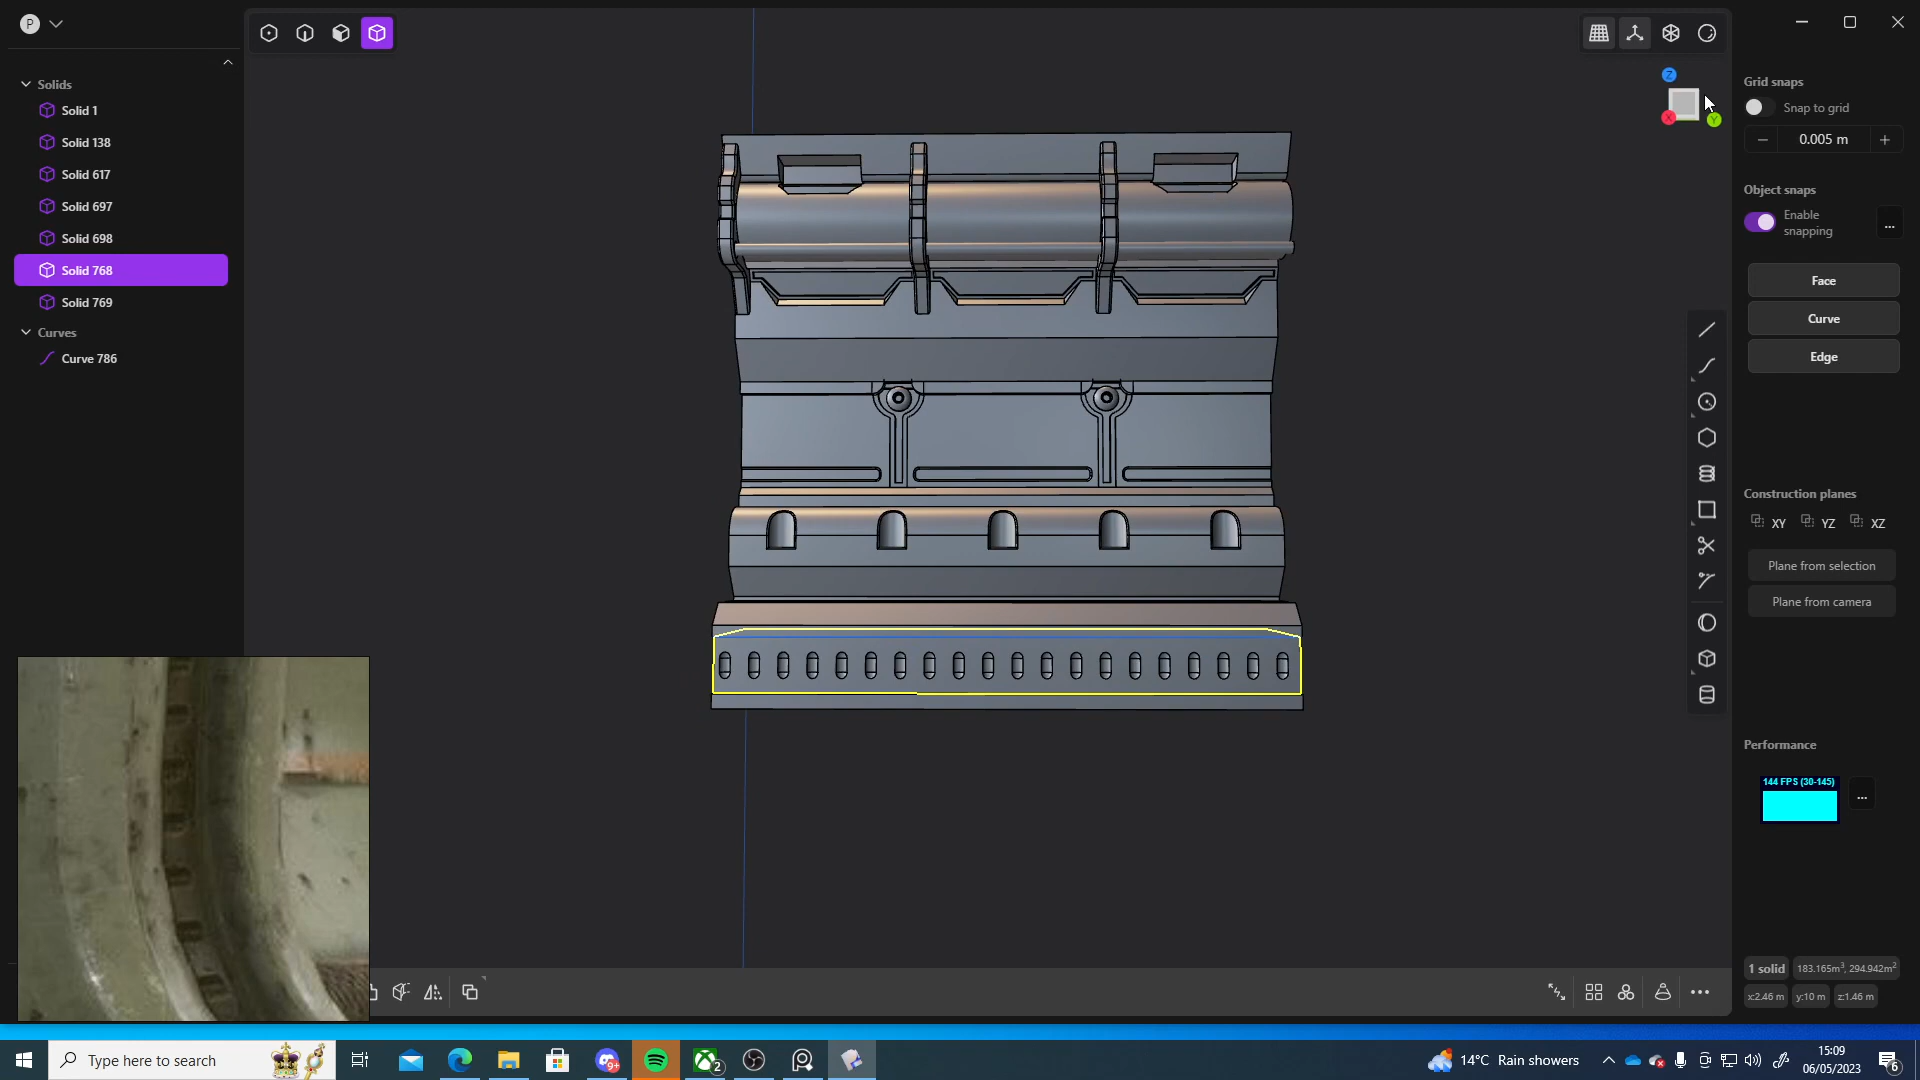 P
Solids
Solid 1
Solid 138
Solid 617
Solid 697
Solid 698
Solid 768
Solid 769
Curves
Curve 786
Z
X
Y
Grid snaps
Snap to grid
0.005 m
Object snaps
Enable
snapping
...
Face
Curve
Edge
Construction planes
XY YZ XZ
Plane from selection
Plane from camera
Performance
144 FPS (30-145)
...
1 solid 183.165m³, 294.942m²
x:2.46 m y:10 m z:1.46 m
Type here to search
9+
2
14°C Rain showers
15:09
06/05/2023
6